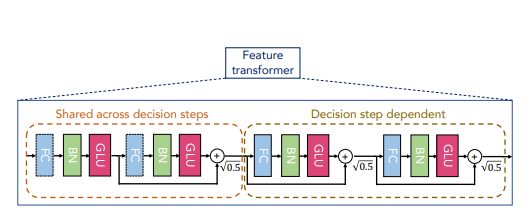 Feature
transformer
Shared across decision steps
Decision step dependent
FC
BN
GLU
FC
BN
GLU
+
√0.5
FC
BN
GLU
+
√0.5
FC
BN
GLU
+
√0.5